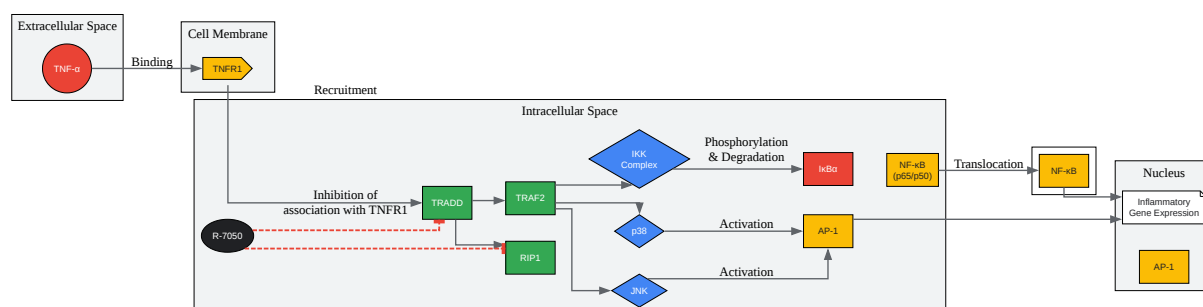 Extracellular Space
TNF-α
Binding
Cell Membrane
TNFR1
Recruitment
Intracellular Space
Inhibition of
association with TNFR1
R-7050
TRADD
TRAF2
RIP1
IKK
Complex
p38
JNK
Phosphorylation
& Degradation
Activation
Activation
IκBα
AP-1
NF-κB
(p65/p50)
Translocation
NF-κB
Nucleus
Inflammatory
Gene Expression
AP-1